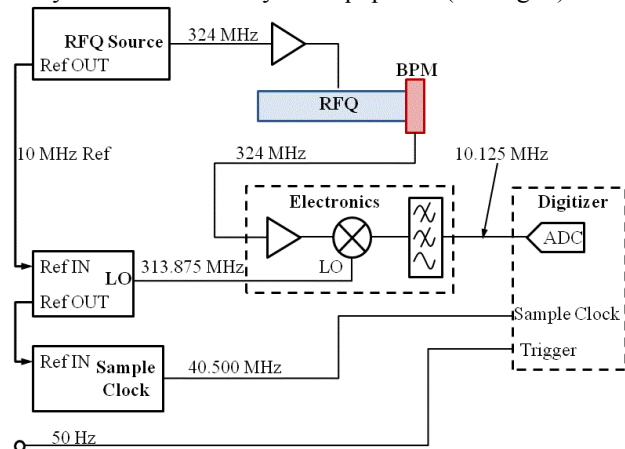 RFQ Source
Ref OUT
324 MHz
BPM
RFQ
10 MHz Ref
324 MHz
10.125 MHz
Electronics
Digitizer
ADC
Ref IN
LO
313.875 MHz
LO
Ref OUT
Sample Clock
Ref IN
Sample
Clock
40.500 MHz
Trigger
50 Hz